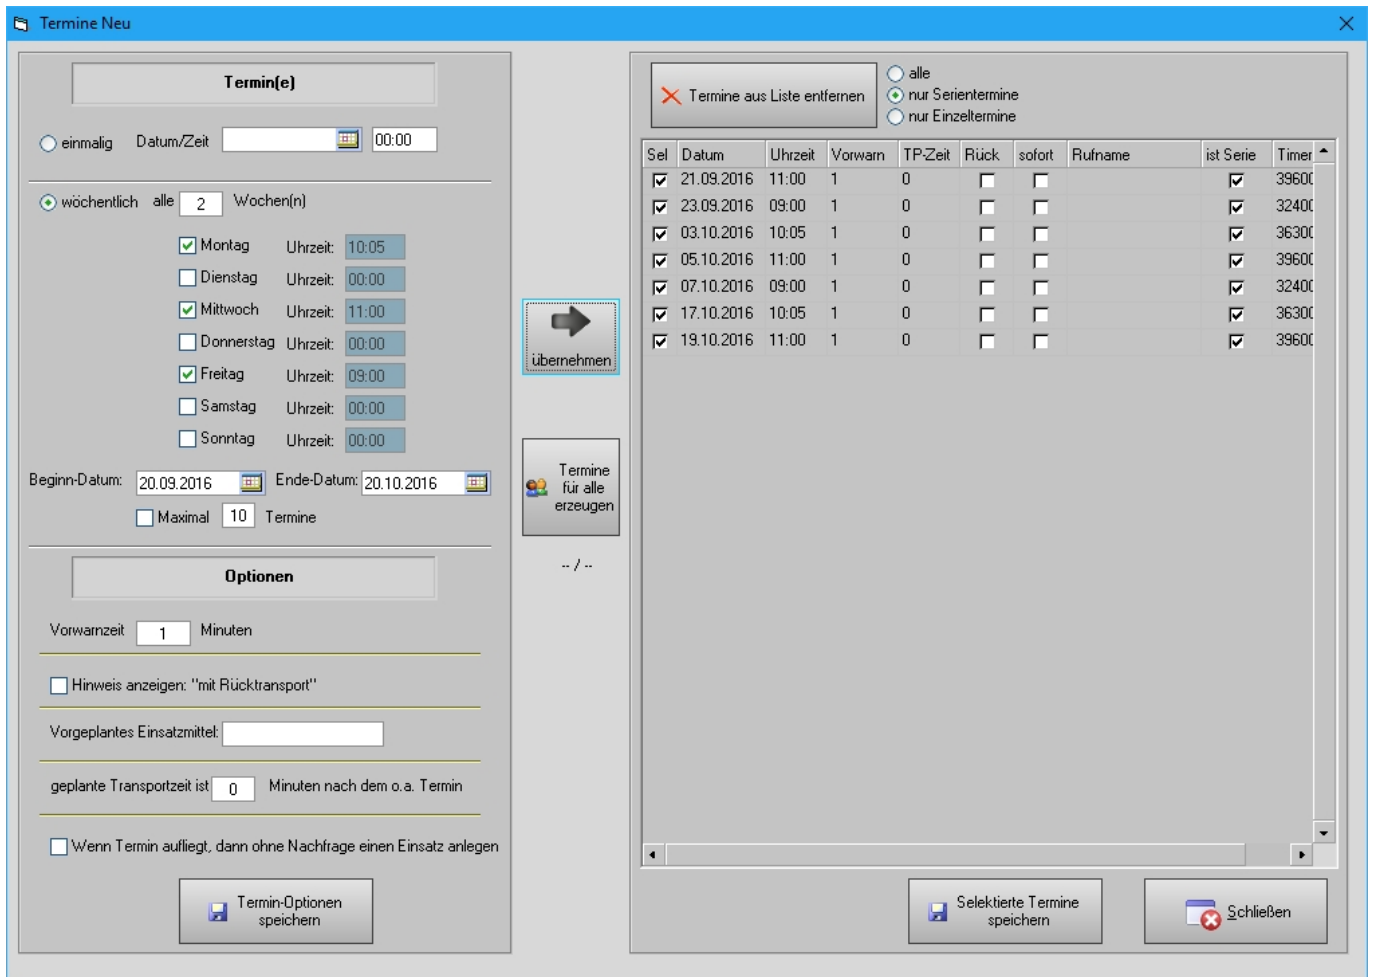 Termine Neu
Termin(e)
einmalig Datum/Zeit 00:00
wöchentlich alle 2 Wochen(n)
Montag Uhrzeit: 10:05
Dienstag Uhrzeit: 00:00
Mittwoch Uhrzeit: 11:00
Donnerstag Uhrzeit: 00:00
Freitag Uhrzeit: 09:00
Samstag Uhrzeit: 00:00
Sonntag Uhrzeit: 00:00
Beginn-Datum: 20.09.2016 Ende-Datum: 20.10.2016
Maximal 10 Termine
Optionen
Vorwarnzeit 1 Minuten
Hinweis anzeigen: "mit Rücktransport"
Vorgeplantes Einsatzmittel:
geplante Transportzeit ist 0 Minuten nach dem o.a. Termin
Wenn Termin aufliegt, dann ohne Nachfrage einen Einsatz anlegen
Termin-Optionen
speichern
übernehmen
Termine
für alle
erzeugen
-- / --
Termine aus Liste entfernen
alle
nur Serientermine
nur Einzeltermine
Sel Datum Uhrzeit Vorwarn TP-Zeit Rück sofort Rufname ist Serie Timer
21.09.2016 11:00 1 0 39600
23.09.2016 09:00 1 0 32400
03.10.2016 10:05 1 0 36300
05.10.2016 11:00 1 0 39600
07.10.2016 09:00 1 0 32400
17.10.2016 10:05 1 0 36300
19.10.2016 11:00 1 0 39600
Selektierte Termine
speichern
Schließen